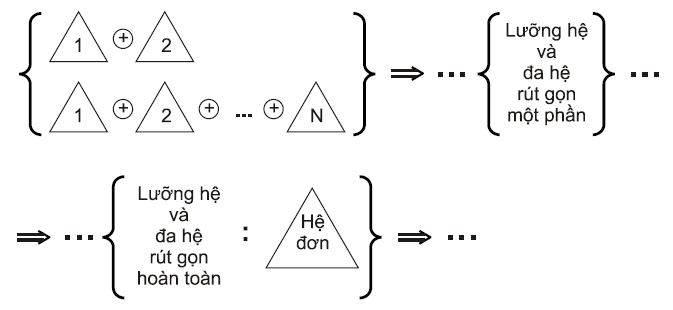 1 + 2
1 + 2 + ... + N
⇒ ... Lưỡng hệ
và
đa hệ
rút gọn
một phần ...
⇒ ... Lưỡng hệ
và
đa hệ
rút gọn
hoàn toàn
:
Hệ
đơn
⇒ ...